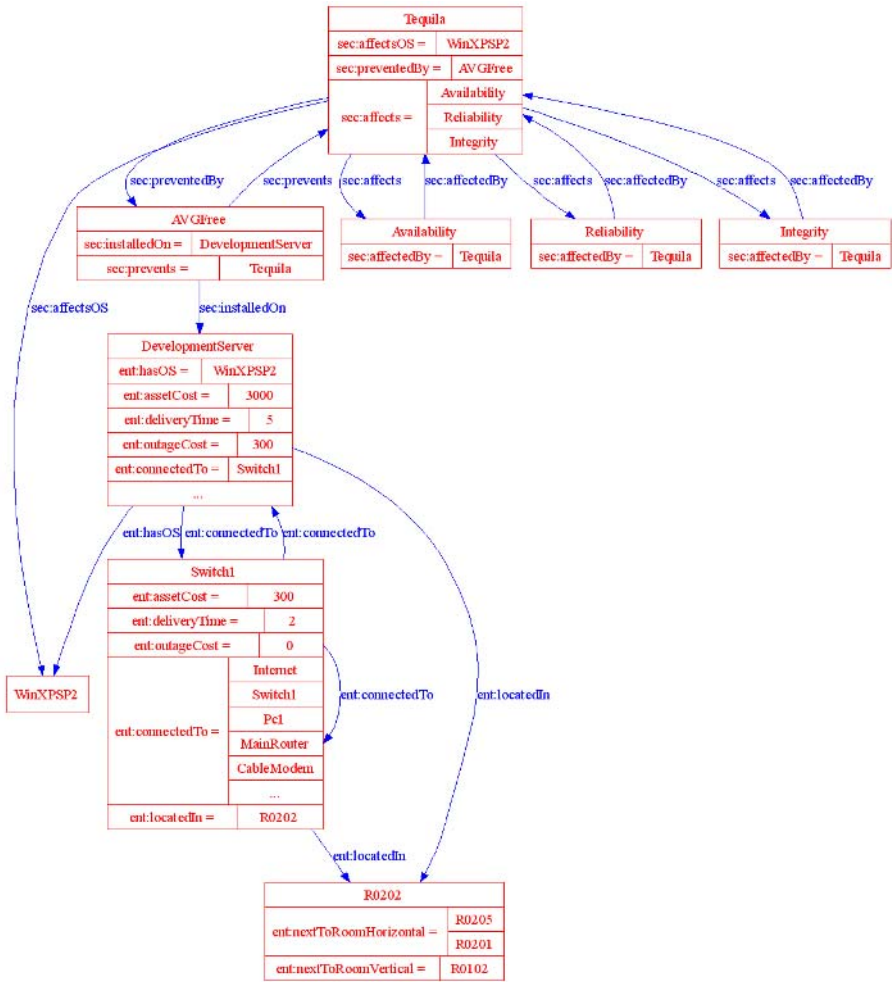 Tequila
sec:affectsOS = WinXPSP2
sec:preventedBy = AVGFree
sec:affects = Availability
Reliability
Integrity
sec:preventedBy
sec:prevents
sec:affects
sec:affectedBy
sec:affects
sec:affectedBy
sec:affects
sec:affectedBy
AVGFree
sec:installedOn = DevelopmentServer
sec:prevents = Tequila
Availability
sec:affectedBy = Tequila
Reliability
sec:affectedBy = Tequila
Integrity
sec:affectedBy = Tequila
sec:affectsOS
sec:installedOn
DevelopmentServer
ent:hasOS = WinXPSP2
ent:assetCost = 3000
ent:deliveryTime = 5
ent:outageCost = 300
ent:connectedTo = Switch1
...
ent:hasOS
ent:connectedTo
ent:connectedTo
Switch1
ent:assetCost = 300
ent:deliveryTime = 2
ent:outageCost = 0
ent:connectedTo = Internet
Switch1
Pc1
MainRouter
CableModem
...
ent:locatedIn = R0202
WinXPSP2
ent:connectedTo
ent:locatedIn
ent:locatedIn
R0202
ent:nextToRoomHorizontal = R0205
R0201
ent:nextToRoomVertical = R0102